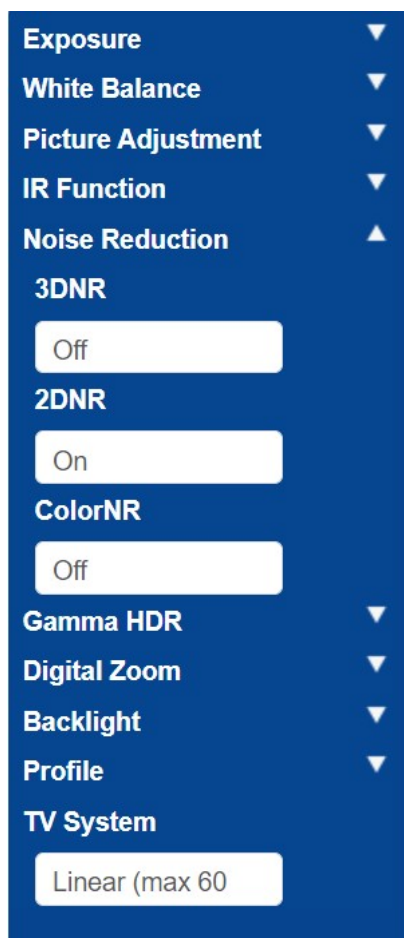 Exposure
White Balance
Picture Adjustment
IR Function
Noise Reduction
3DNR
Off
2DNR
On
ColorNR
Off
Gamma HDR
Digital Zoom
Backlight
Profile
TV System
Linear (max 60